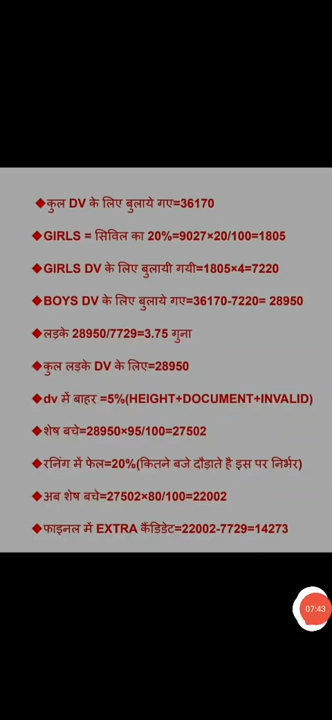 ◆कुल DV के लिए बुलाये गए=36170
◆GIRLS = सिविल का 20%=9027×20/100=1805
◆GIRLS DV के लिए बुलायी गयी=1805×4=7220
◆BOYS DV के लिए बुलाये गए=36170-7220= 28950
◆लड़के 28950/7729=3.75 गुना
◆कुल लड़के DV के लिए=28950
◆dv में बाहर =5%(HEIGHT+DOCUMENT+INVALID)
◆शेष बचे=28950×95/100=27502
◆रनिंग में फेल=20%(कितने बजे दौड़ाते है इस पर निर्भर)
◆अब शेष बचे=27502×80/100=22002
◆फाइनल में EXTRA कैंडिडेट=22002-7729=14273
07:43